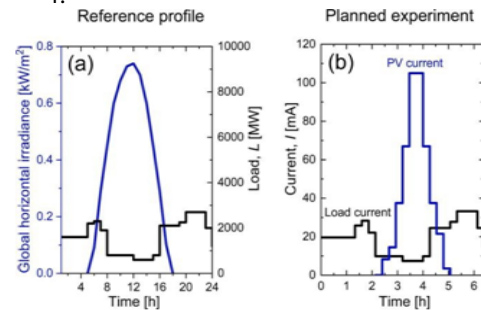 Reference profile
Planned experiment
(a)
Global horizontal irradiance [kW/m²]
0.8
0.6
0.4
0.2
0.0
10000
8000
6000
4000
2000
0
Load, L [MW]
4 8 12 16 20 24
Time [h]
(b)
PV current
Load current
Current, I [mA]
120
100
80
60
40
20
0
0 1 2 3 4 5 6
Time [h]